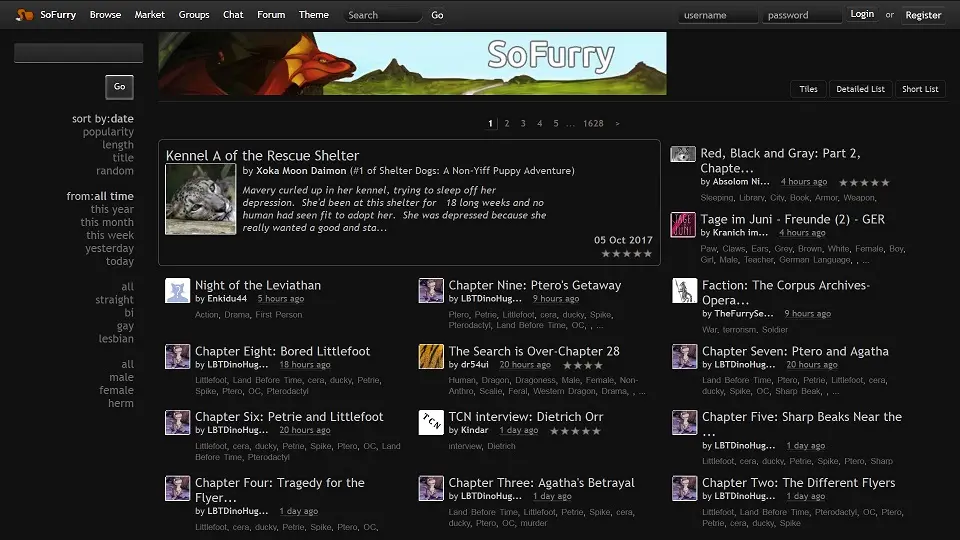 SoFurry Browse Market Groups Chat Forum Theme Search Go username password Login or Register
SoFurry
Go
Tiles Detailed List Short List
sort by:date
popularity
length
title
random
from:all time
this year
this month
this week
yesterday
today
all
straight
bi
gay
lesbian
all
male
female
herm
1 2 3 4 5 ... 1628 >
Kennel A of the Rescue Shelter
by Xoka Moon Daimon (#1 of Shelter Dogs: A Non-Yiff Puppy Adventure)
Mavery curled up in her kennel, trying to sleep off her
depression. She'd been at this shelter for 18 long weeks and no
human had seen fit to adopt her. She was depressed because she
really wanted a good and sta...
05 Oct 2017
★★★★★
Red, Black and Gray: Part 2,
Chapte...
by Absolom Ni... 4 hours ago ★★★★★
Sleeping, Library, City, Book, Armor, Weapon,
JAGE
JUNI
Tage im Juni - Freunde (2) - GER
by Kranich im... 4 hours ago
Paw, Claws, Ears, Grey, Brown, White, Female, Boy,
Girl, Male, Teacher, German Language, , ...
Night of the Leviathan
by Enkidu44 5 hours ago
Action, Drama, First Person
Chapter Nine: Ptero's Getaway
by LBTDinoHug... 9 hours ago
Ptero, Petrie, Littlefoot, cera, ducky, Spike,
Pterodactyl, Land Before Time, OC, , ...
Faction: The Corpus Archives-
Opera...
by TheFurrySe... 9 hours ago
War, terrorism, Soldier
Chapter Eight: Bored Littlefoot
by LBTDinoHug... 18 hours ago
Littlefoot, Land Before Time, cera, ducky, Petrie,
Spike, Ptero, OC, Pterodactyl
The Search is Over-Chapter 28
by dr54ui 20 hours ago ★★★★
Human, Dragon, Dragoness, Male, Female, Non-
Anthro, Scalie, Feral, Western Dragon, Drama, , ...
Chapter Seven: Ptero and Agatha
by LBTDinoHug... 20 hours ago
Land Before Time, Ptero, Petrie, Littlefoot, cera,
ducky, Spike, OC, Sharp Beak, , ...
Chapter Six: Petrie and Littlefoot
by LBTDinoHug... 20 hours ago
Littlefoot, cera, ducky, Petrie, Spike, Ptero, OC, Land
Before Time, Pterodactyl
TCN
TCN interview: Dietrich Orr
by Kindar 1 day ago ★★★★★
interview, Dietrich
Chapter Five: Sharp Beaks Near the
...
by LBTDinoHug... 1 day ago
Littlefoot, cera, ducky, Petrie, Spike, Ptero, Sharp
Chapter Four: Tragedy for the
Flyer...
by LBTDinoHug... 1 day ago
Littlefoot, cera, ducky, Petrie, Spike, Ptero, OC,
Chapter Three: Agatha's Betrayal
by LBTDinoHug... 1 day ago
Land Before Time, Littlefoot, Petrie, Spike, cera,
ducky, Ptero, OC, murder
Chapter Two: The Different Flyers
by LBTDinoHug... 1 day ago
Littlefoot, Land Before Time, Pterodactyl, OC, Ptero,
Petrie, cera, ducky, Spike